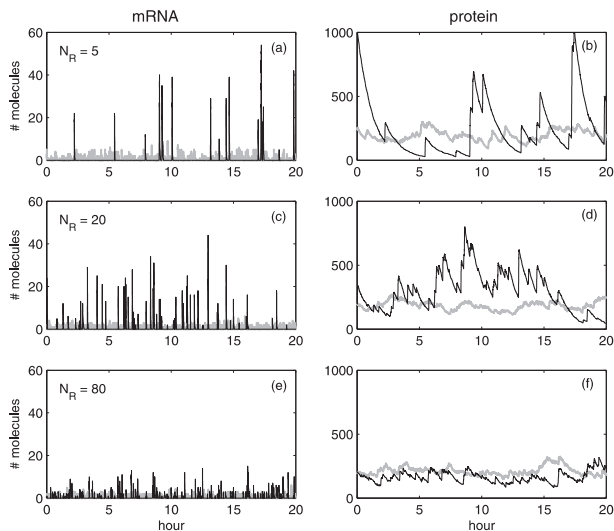 mRNA
protein
60
40
20
0
# molecules
N_R = 5
(a)
0 5 10 15 20
1000
500
0
(b)
0 5 10 15 20
60
40
20
0
# molecules
N_R = 20
(c)
0 5 10 15 20
1000
500
0
(d)
0 5 10 15 20
60
40
20
0
# molecules
N_R = 80
(e)
0 5 10 15 20
hour
1000
500
0
(f)
0 5 10 15 20
hour